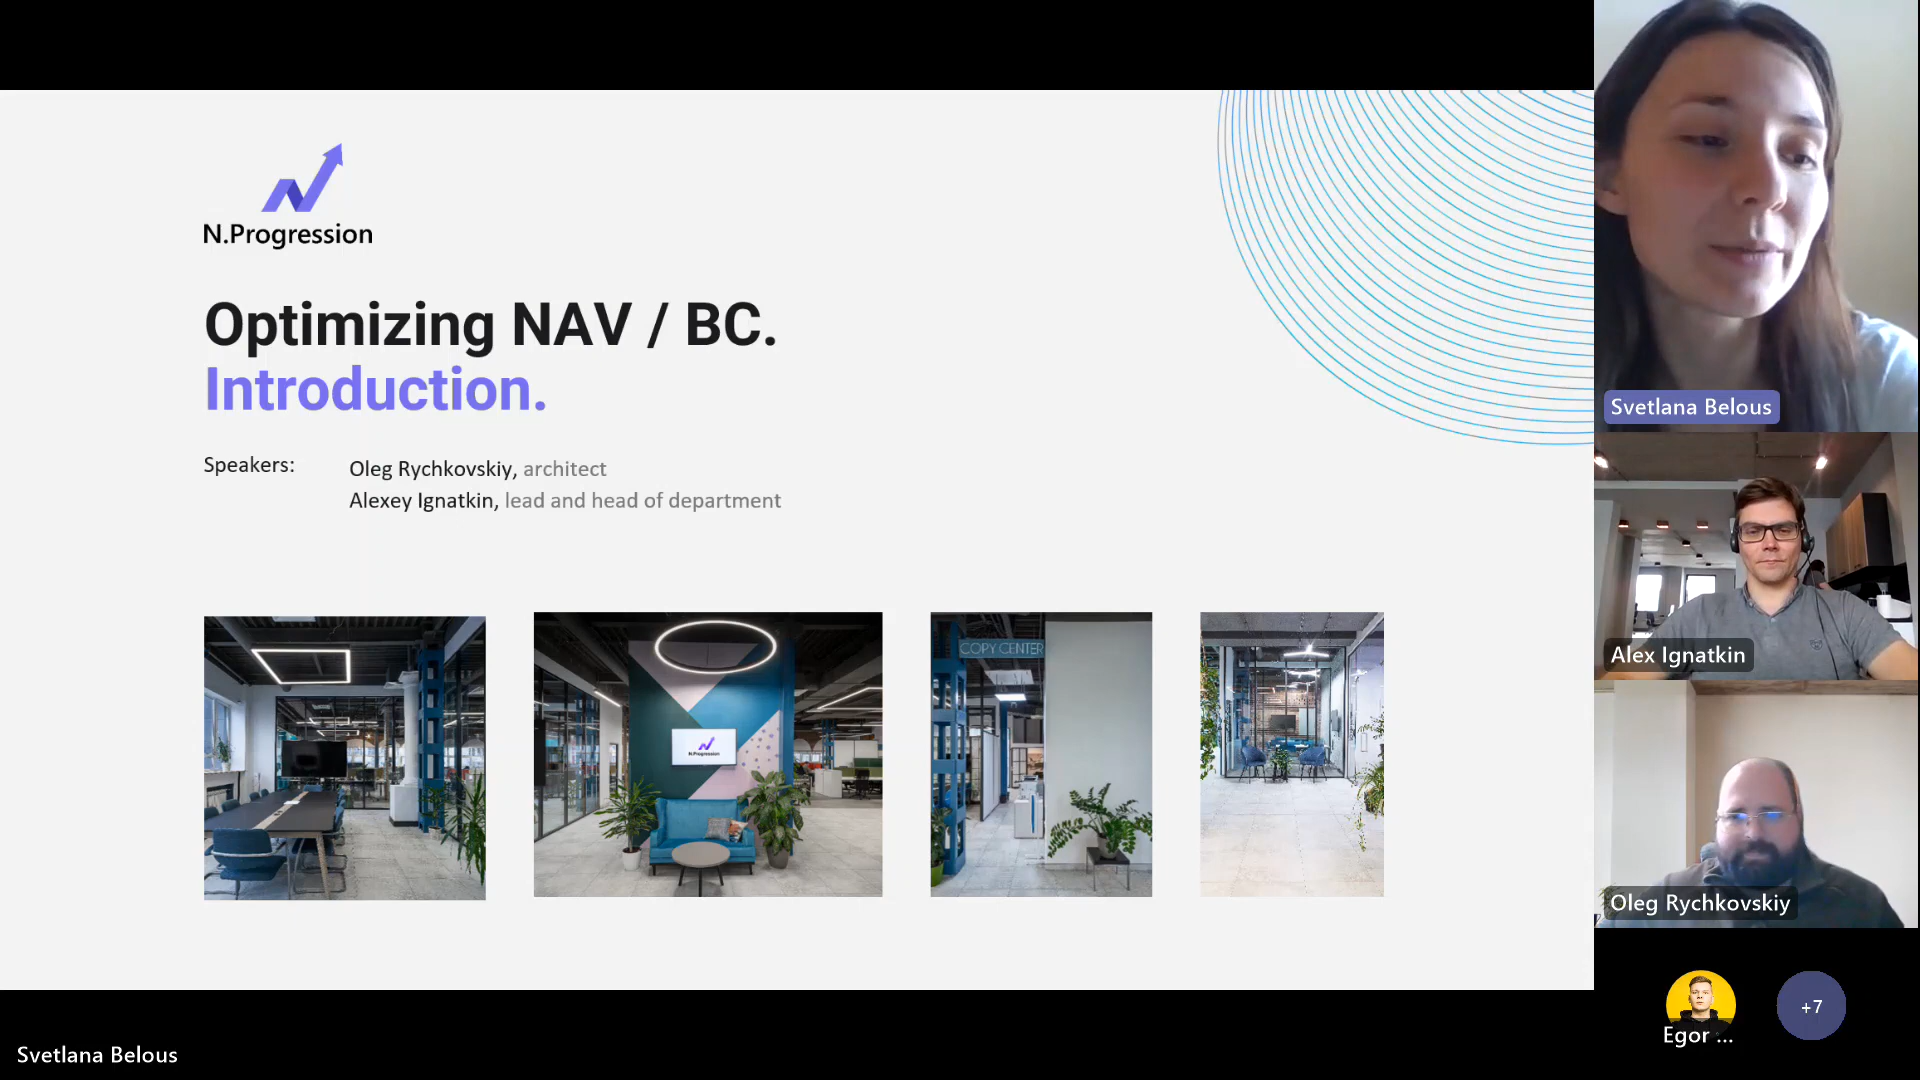 N.Progression
Optimizing NAV / BC.
Introduction.
Speakers:
Oleg Rychkovskiy, architect
Alexey Ignatkin, lead and head of department
COPY CENTER
N.Progression
Svetlana Belous
Alex Ignatkin
Oleg Rychkovskiy
Egor ...
+7
Svetlana Belous